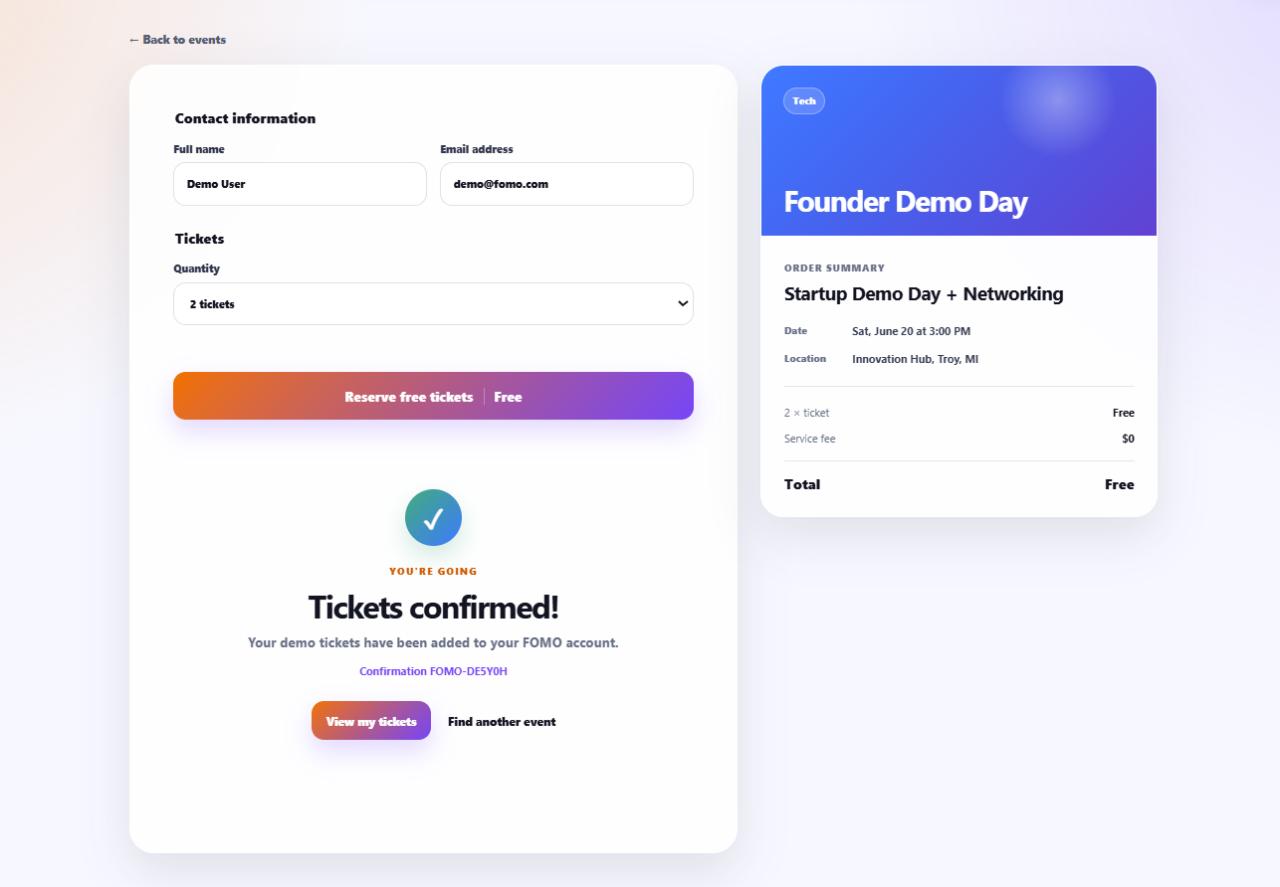 ← Back to events
Contact information
Full name
Email address
Demo User
demo@fomo.com
Tickets
Quantity
2 tickets
Reserve free tickets | Free
✓
YOU'RE GOING
Tickets confirmed!
Your demo tickets have been added to your FOMO account.
Confirmation FOMO-DE5Y0H
View my tickets
Find another event
Tech
Founder Demo Day
ORDER SUMMARY
Startup Demo Day + Networking
Date Sat, June 20 at 3:00 PM
Location Innovation Hub, Troy, MI
2 × ticket Free
Service fee $0
Total Free